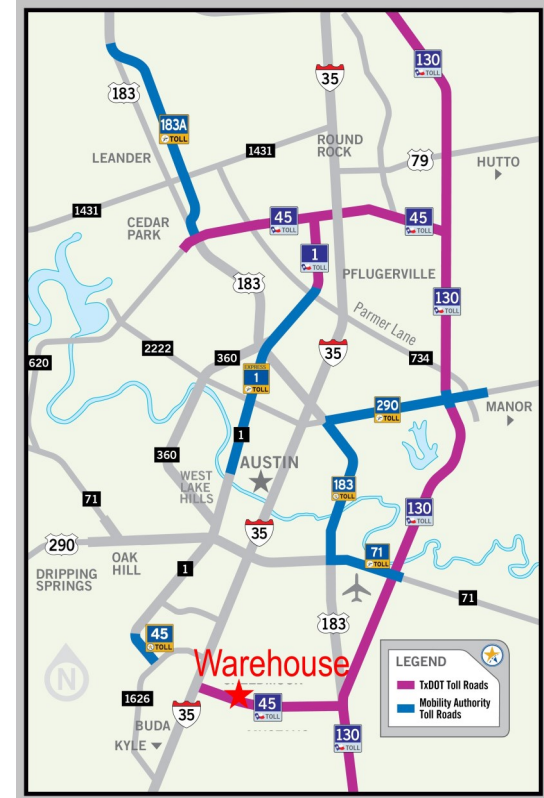 130
TOLL
35
183
183A
TOLL
ROUND
ROCK
79
HUTTO
LEANDER
1431
1431
CEDAR
PARK
45
TOLL
45
TOLL
1
TOLL
183
PFLUGERVILLE
130
TOLL
Parmer Lane
2222
360
35
734
620
EXPRESS
1
TOLL
290
TOLL
MANOR
1
360
AUSTIN
WEST
LAKE
HILLS
183
TOLL
71
130
TOLL
35
290
OAK
HILL
DRIPPING
SPRINGS
1
71
TOLL
71
183
45
TOLL
Warehouse
N
1626
45
TOLL
35
BUDA
KYLE
130
TOLL
LEGEND
TxDOT Toll Roads
Mobility Authority
Toll Roads